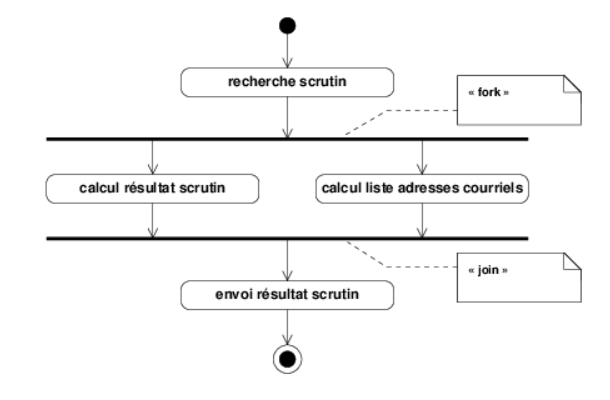 recherche scrutin
« fork »
calcul résultat scrutin
calcul liste adresses courriels
« join »
envoi résultat scrutin